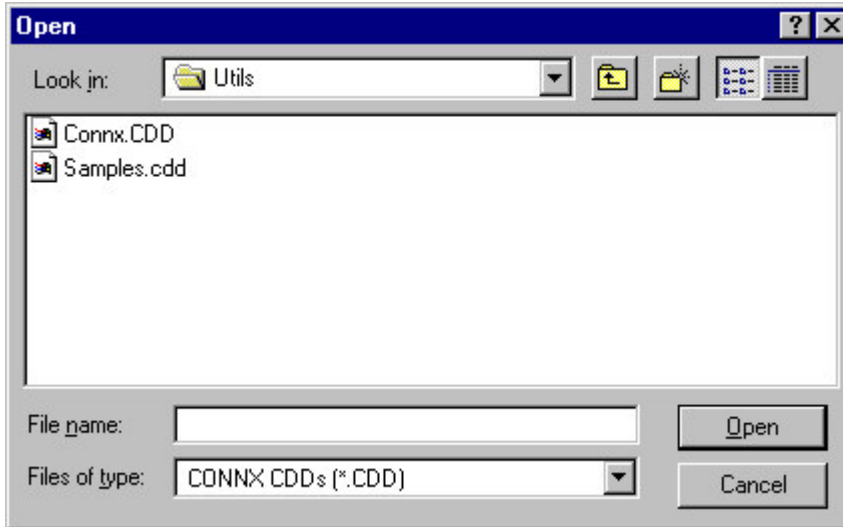 Open
Look in: Utils
Connx.CDD
Samples.cdd
File name: Open
Files of type: CONNX CDDs (*.CDD) Cancel